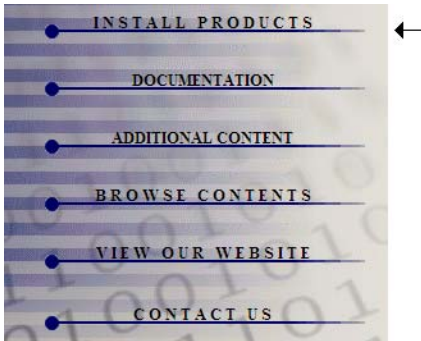 INSTALL PRODUCTS
DOCUMENTATION
ADDITIONAL CONTENT
BROWSE CONTENTS
VIEW OUR WEBSITE
CONTACT US